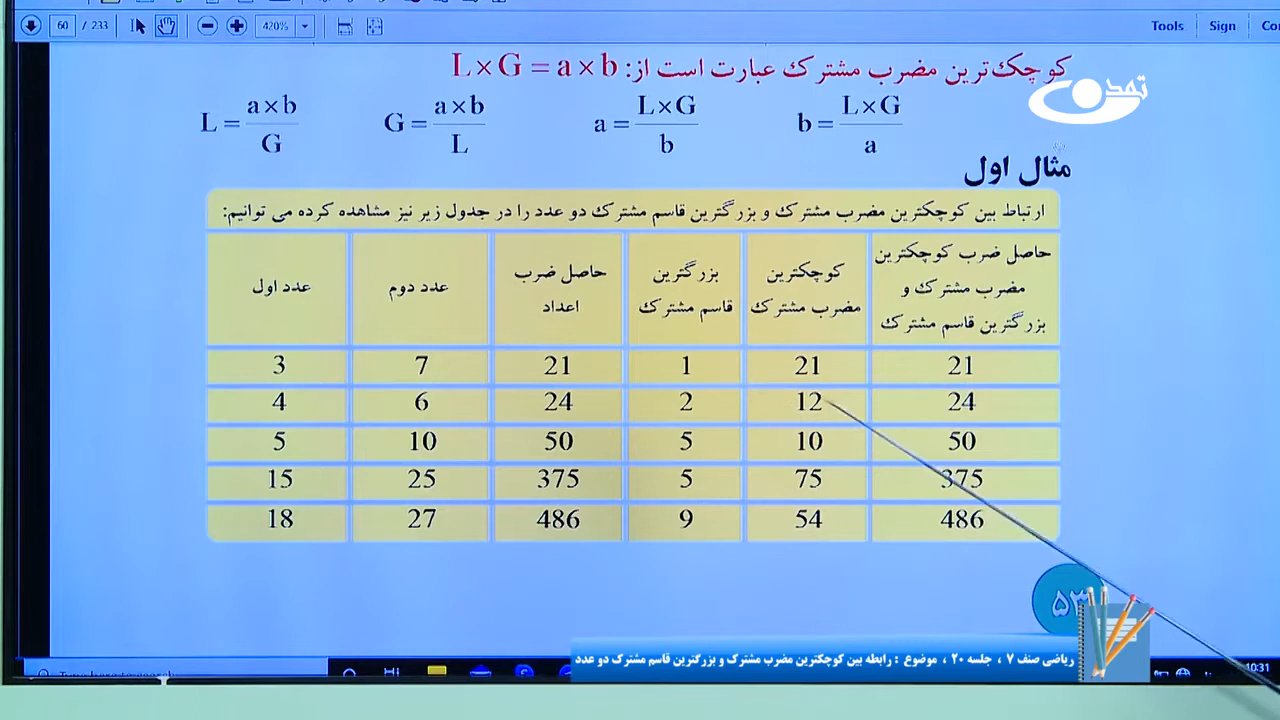 60 / 233
420%
Tools Sign
کوچک‌ترین مضرب مشترک عبارت است از: L×G = a×b
تمدن
L = a×b / G G = a×b / L a = L×G / b b = L×G / a
مثال اول
ارتباط بین کوچکترین مضرب مشترک و بزرگترین قاسم مشترک دو عدد را در جدول زیر نیز مشاهده کرده می توانیم:
عدد اول | عدد دوم | حاصل ضرب اعداد | بزرگترین قاسم مشترک | کوچکترین مضرب مشترک | حاصل ضرب کوچکترین مضرب مشترک و بزرگترین قاسم مشترک
3 7 21 1 21 21
4 6 24 2 12 24
5 10 50 5 10 50
15 25 375 5 75 375
18 27 486 9 54 486
۵۳
ریاضی صنف ۷ ، جلسه ۲۰ ، موضوع : رابطه بین کوچکترین مضرب مشترک و بزرگترین قاسم مشترک دو عدد
10:31